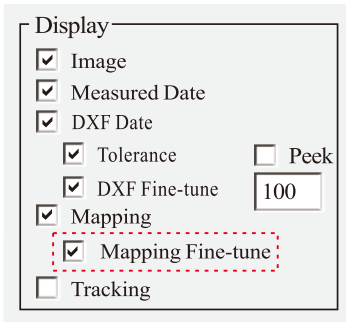 Display
Image
Measured Date
DXF Date
Tolerance
Peek
DXF Fine-tune
100
Mapping
Mapping Fine-tune
Tracking